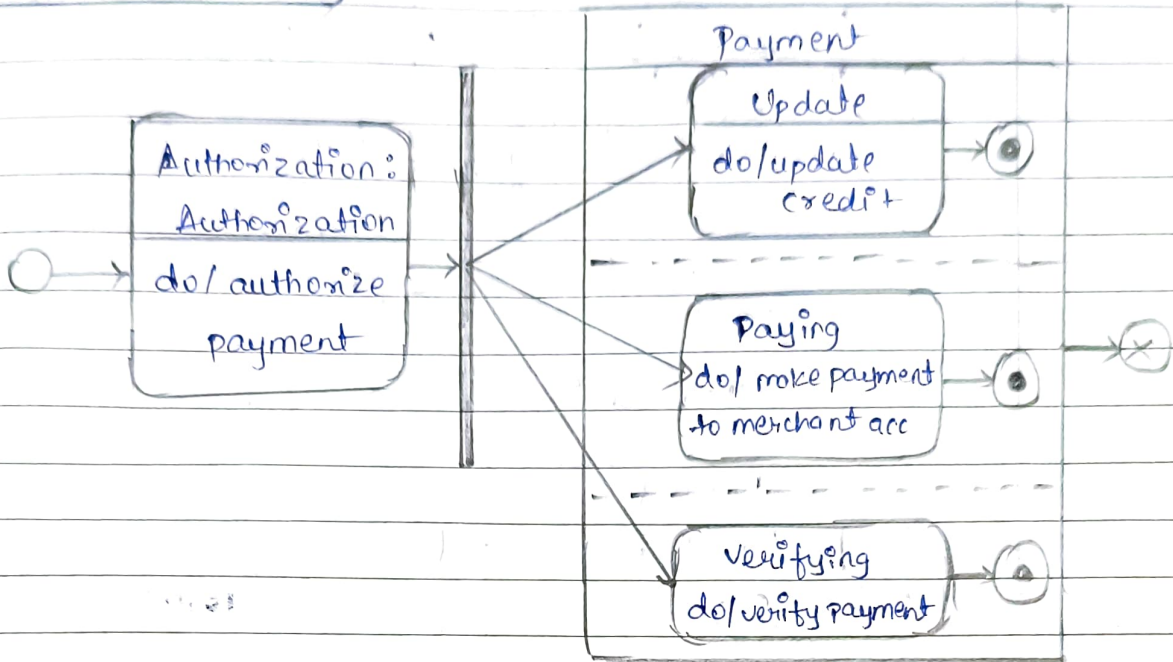 Authorization:
Authorization
do/ authorize
payment
Payment
Update
do/update
credit
Paying
do/ make payment
to merchant acc
verifying
do/verify payment